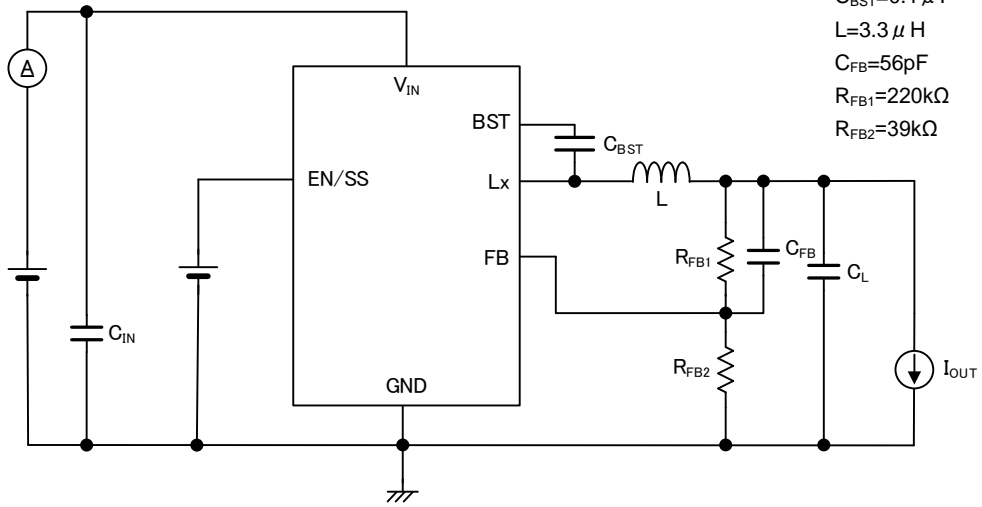 L=3.3μH
C_FB=56pF
R_FB1=220kΩ
R_FB2=39kΩ
A
V_IN
BST
C_BST
EN/SS
Lx
L
FB
R_FB1
C_FB
C_L
C_IN
R_FB2
I_OUT
GND